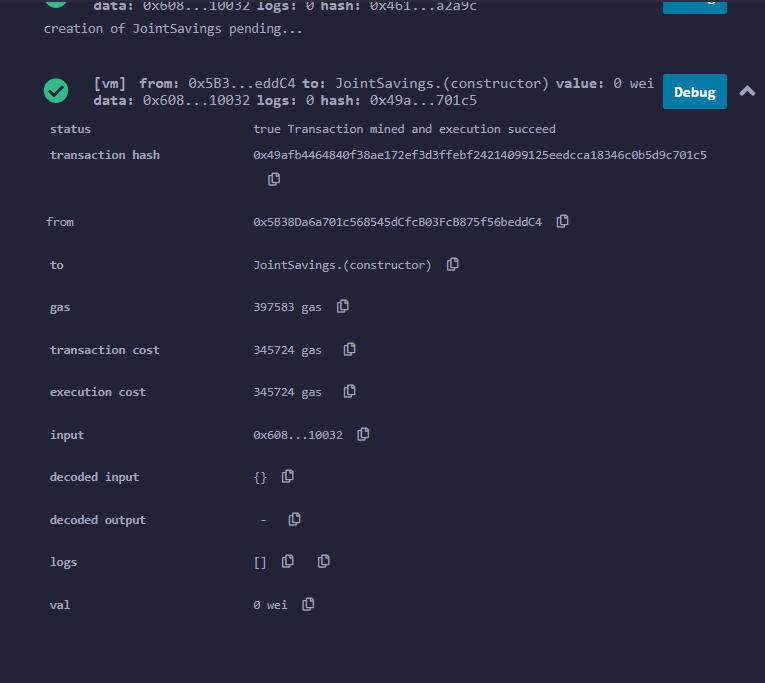 data: 0x608...10032 logs: 0 hash: 0x461...a2a9c
creation of JointSavings pending...
[vm] from: 0x5B3...eddC4 to: JointSavings.(constructor) value: 0 wei
data: 0x608...10032 logs: 0 hash: 0x49a...701c5
Debug
status true Transaction mined and execution succeed
transaction hash 0x49afb4464840f38ae172ef3d3ffebf24214099125eedcca18346c0b5d9c701c5
from 0x5B38Da6a701c568545dCfcB03FcB875f56beddC4
to JointSavings.(constructor)
gas 397583 gas
transaction cost 345724 gas
execution cost 345724 gas
input 0x608...10032
decoded input {}
decoded output -
logs []
val 0 wei